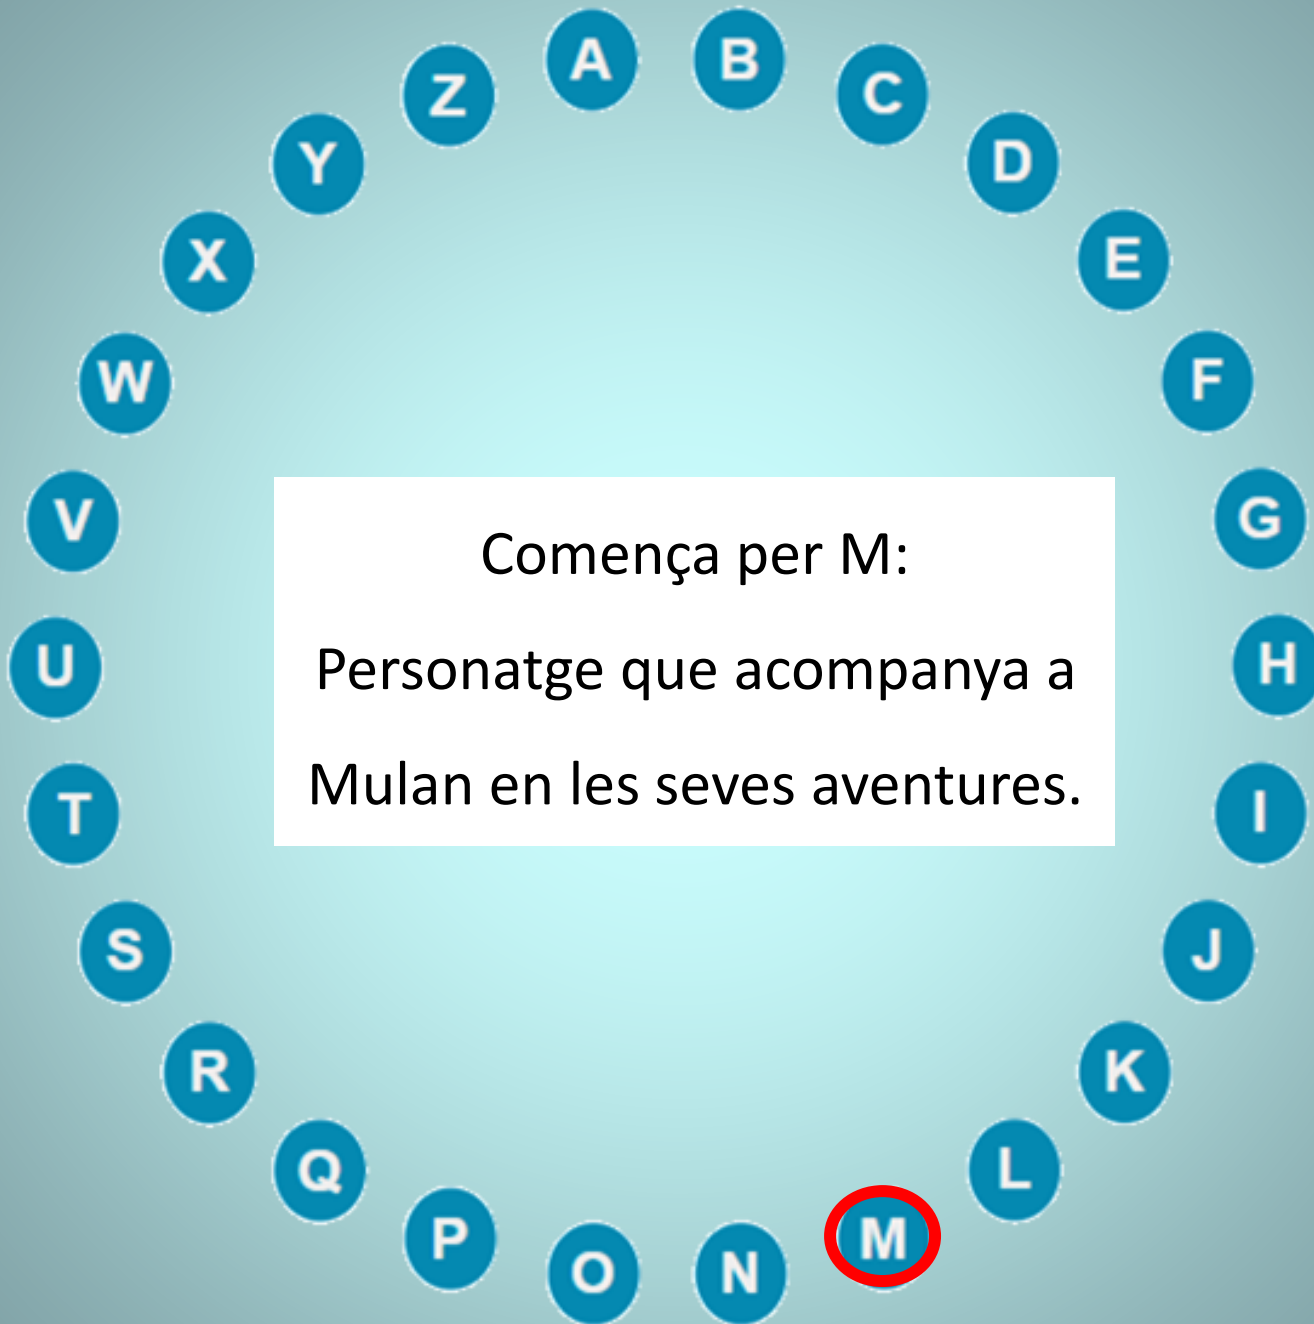 A
B
C
D
E
F
G
H
I
J
K
L
M
N
O
P
Q
R
S
T
U
V
W
X
Y
Z
Comença per M:
Personatge que acompanya a
Mulan en les seves aventures.